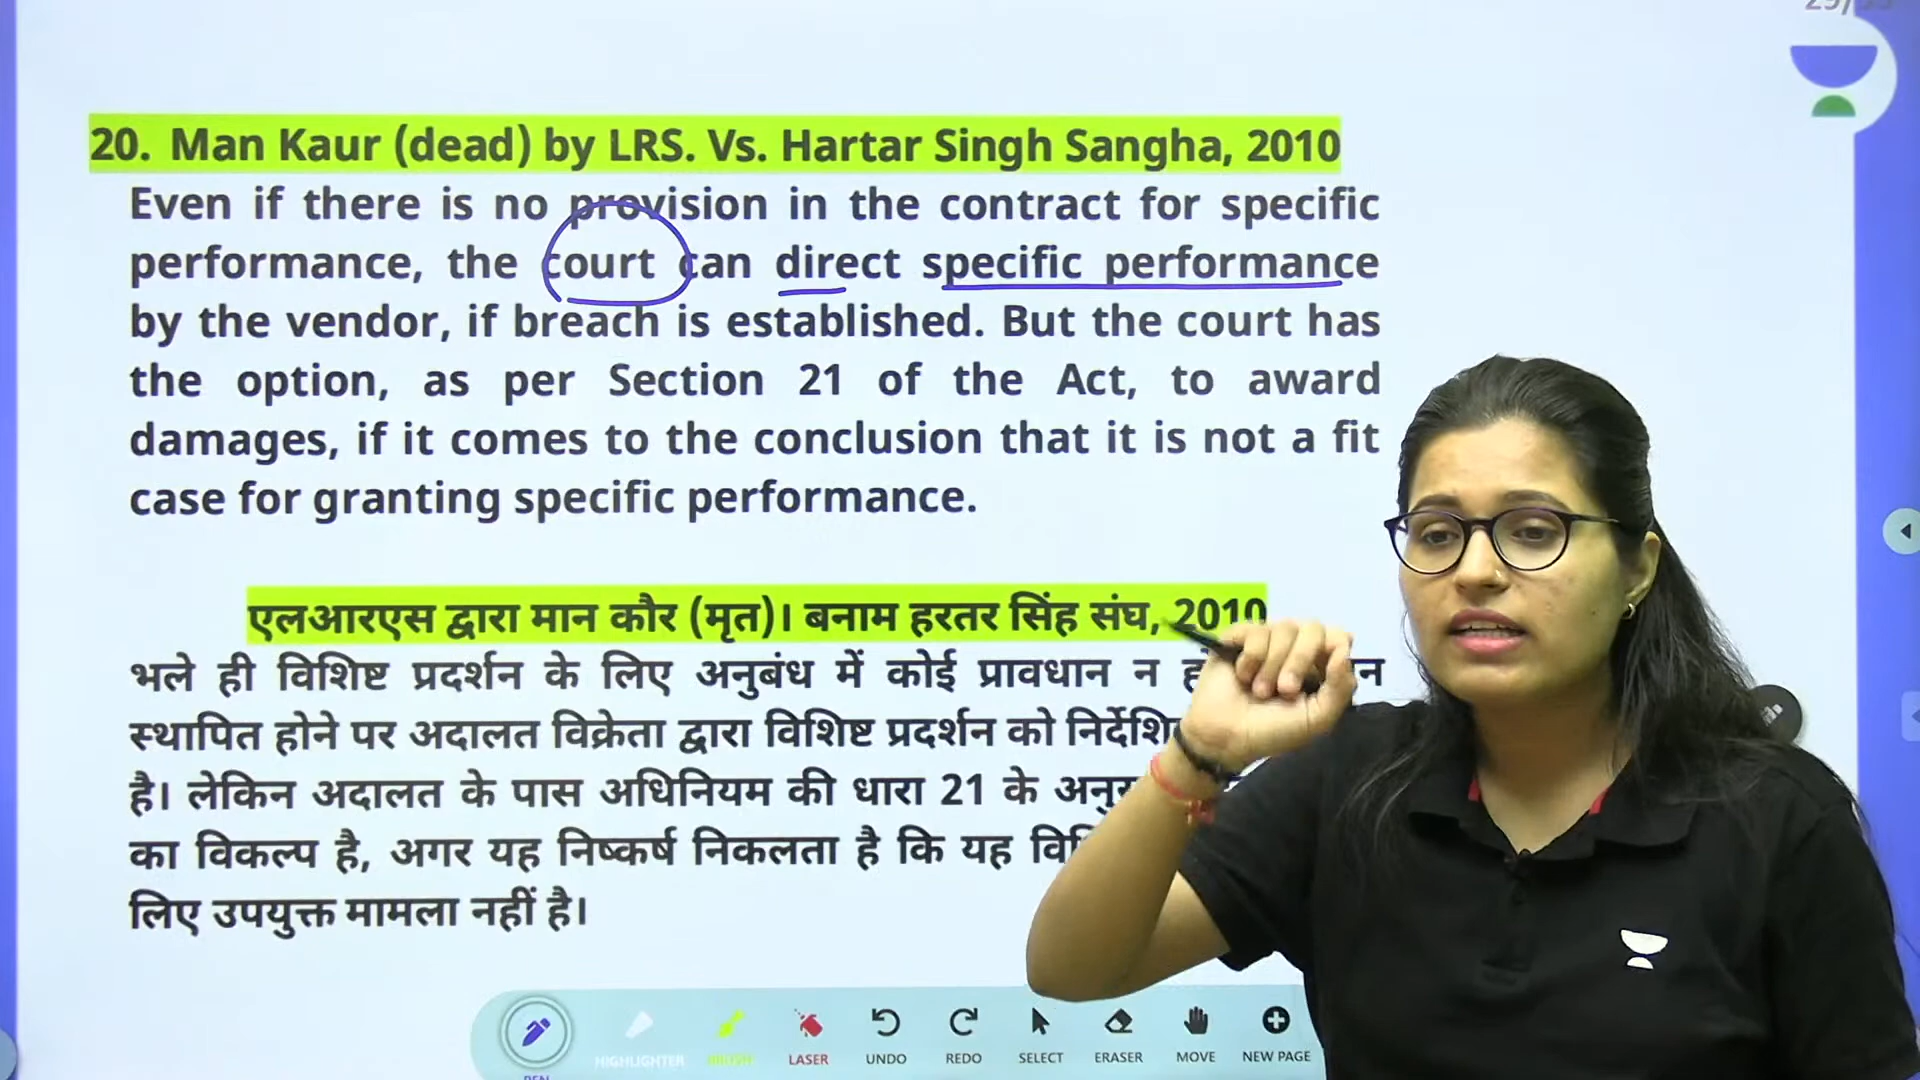 20. Man Kaur (dead) by LRS. Vs. Hartar Singh Sangha, 2010
Even if there is no provision in the contract for specific
performance, the court can direct specific performance
by the vendor, if breach is established. But the court has
the option, as per Section 21 of the Act, to award
damages, if it comes to the conclusion that it is not a fit
case for granting specific performance.
एलआरएस द्वारा मान कौर (मृत)। बनाम हरतर सिंह संघ, 2010
भले ही विशिष्ट प्रदर्शन के लिए अनुबंध में कोई प्रावधान न
स्थापित होने पर अदालत विक्रेता द्वारा विशिष्ट प्रदर्शन को
है। लेकिन अदालत के पास अधिनियम की धारा 21 के
का विकल्प है, अगर यह निष्कर्ष निकलता है कि यह
लिए उपयुक्त मामला नहीं है।
HIGHLIGHTER BRUSH LASER UNDO REDO SELECT ERASER MOVE NEW PAGE
PEN